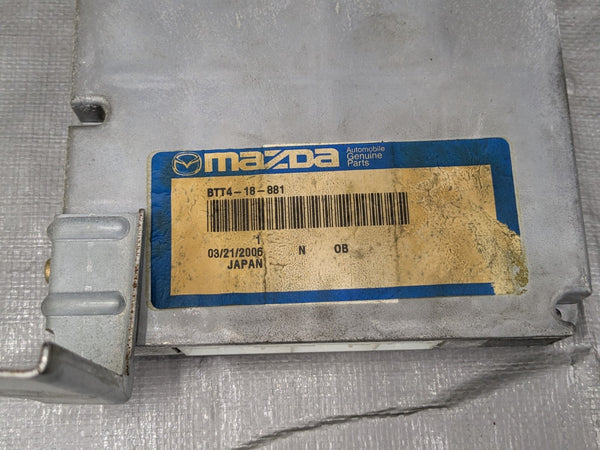 mazda Automobile Genuine Parts
BTT4-18-881
1
03/21/2006 N OB
JAPAN